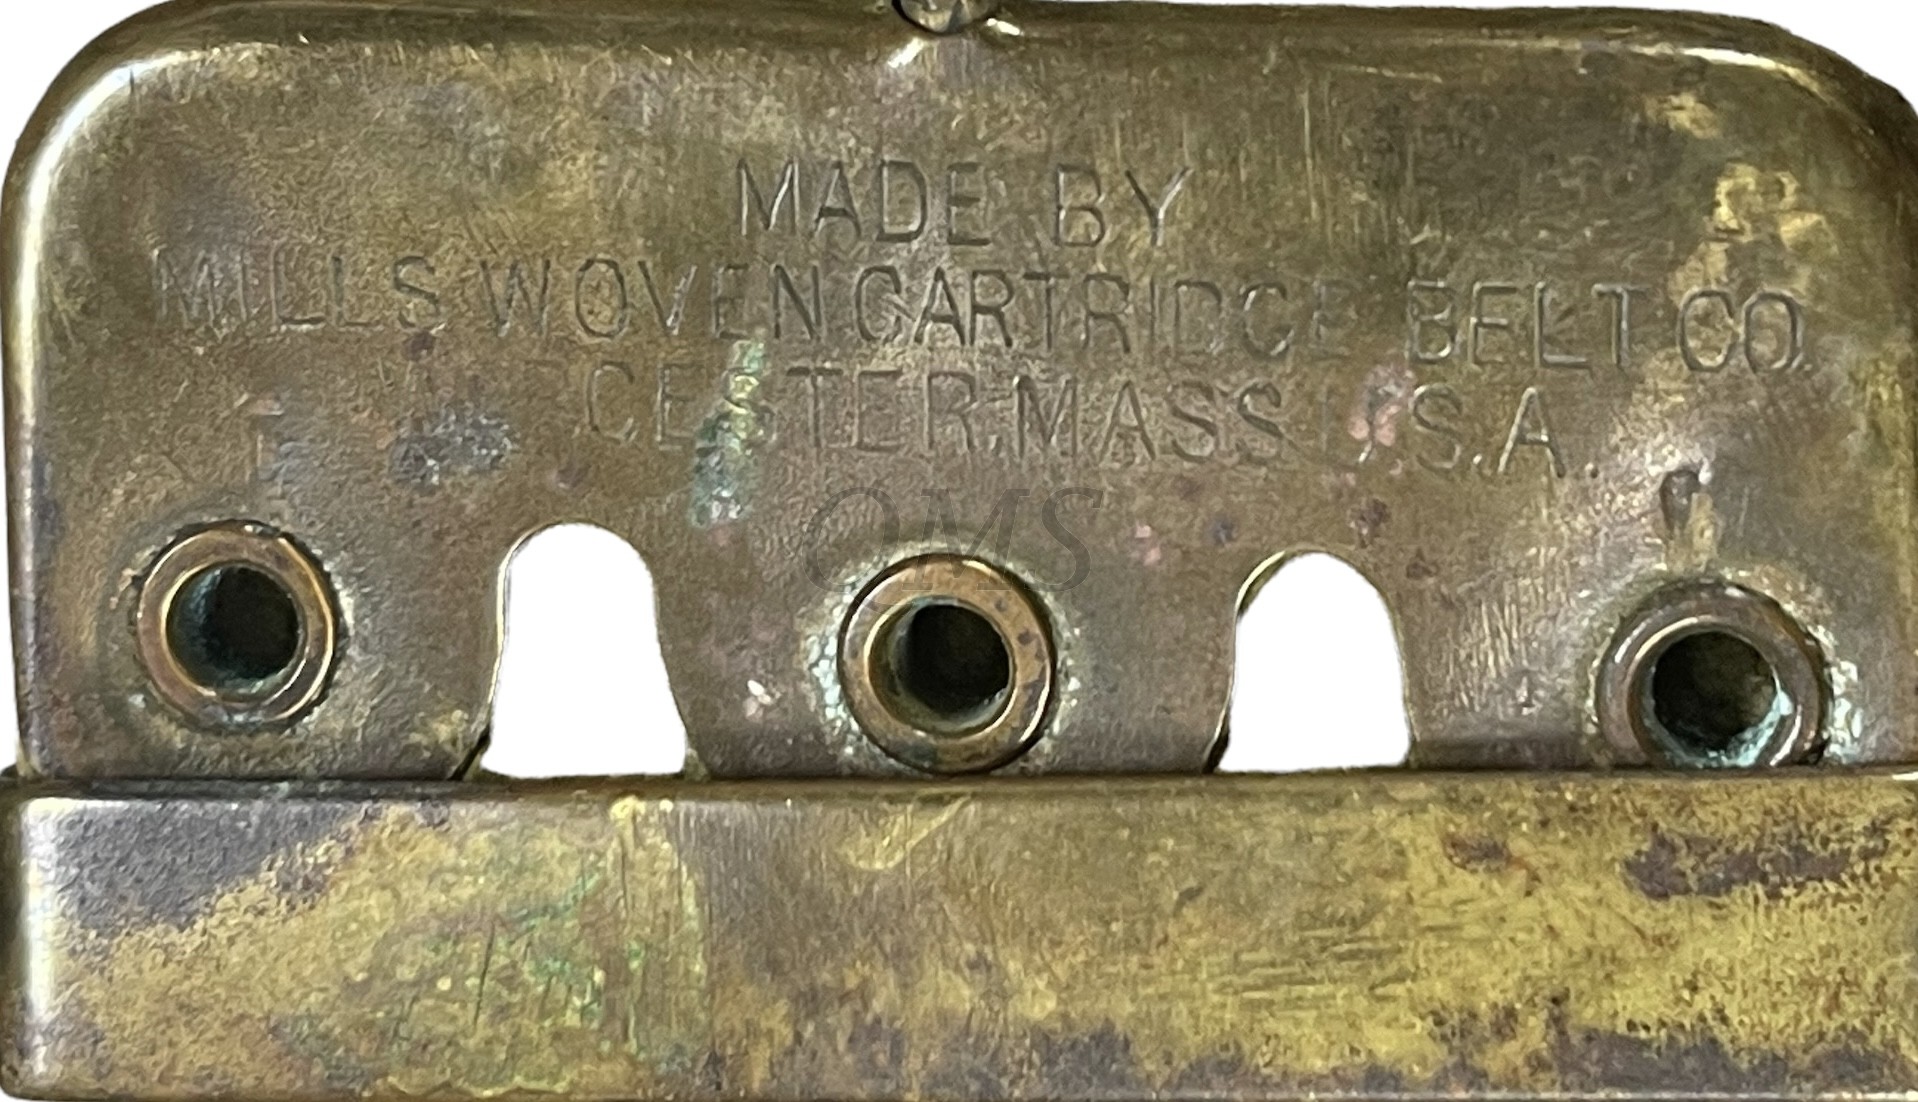 MADE BY
MILLS WOVEN CARTRIDGE BELT CO.
CESTER. MASS U.S.A.
OMS